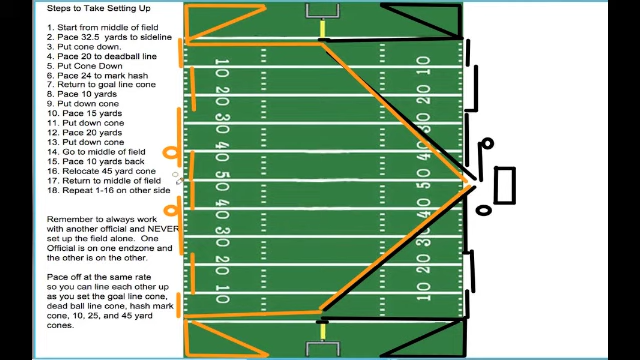 Steps to Take Setting Up
1. Start from middle of field
2. Pace 32.5 yards to sideline
3. Put cone down.
4. Pace 20 to deadball line
5. Put Cone Down
6. Pace 24 to mark hash
7. Return to goal line cone
8. Pace 10 yards
9. Put down cone
10. Pace 15 yards
11. Put down cone
12. Pace 20 yards
13. Put down cone
14. Go to middle of field
15. Pace 10 yards back
16. Relocate 45 yard cone
17. Return to middle of field
18. Repeat 1-16 on other side
Remember to always work
with another official and NEVER
set up the field alone. One
Official is on one endzone and
the other is on the other.
Pace off at the same rate
so you can line each other up
as you set the goal line cone,
dead ball line cone, hash mark
cone, 10, 25, and 45 yard
cones.
10 10
20 20
30 30
40 40
50 50
40 40
30 30
20 20
10 10